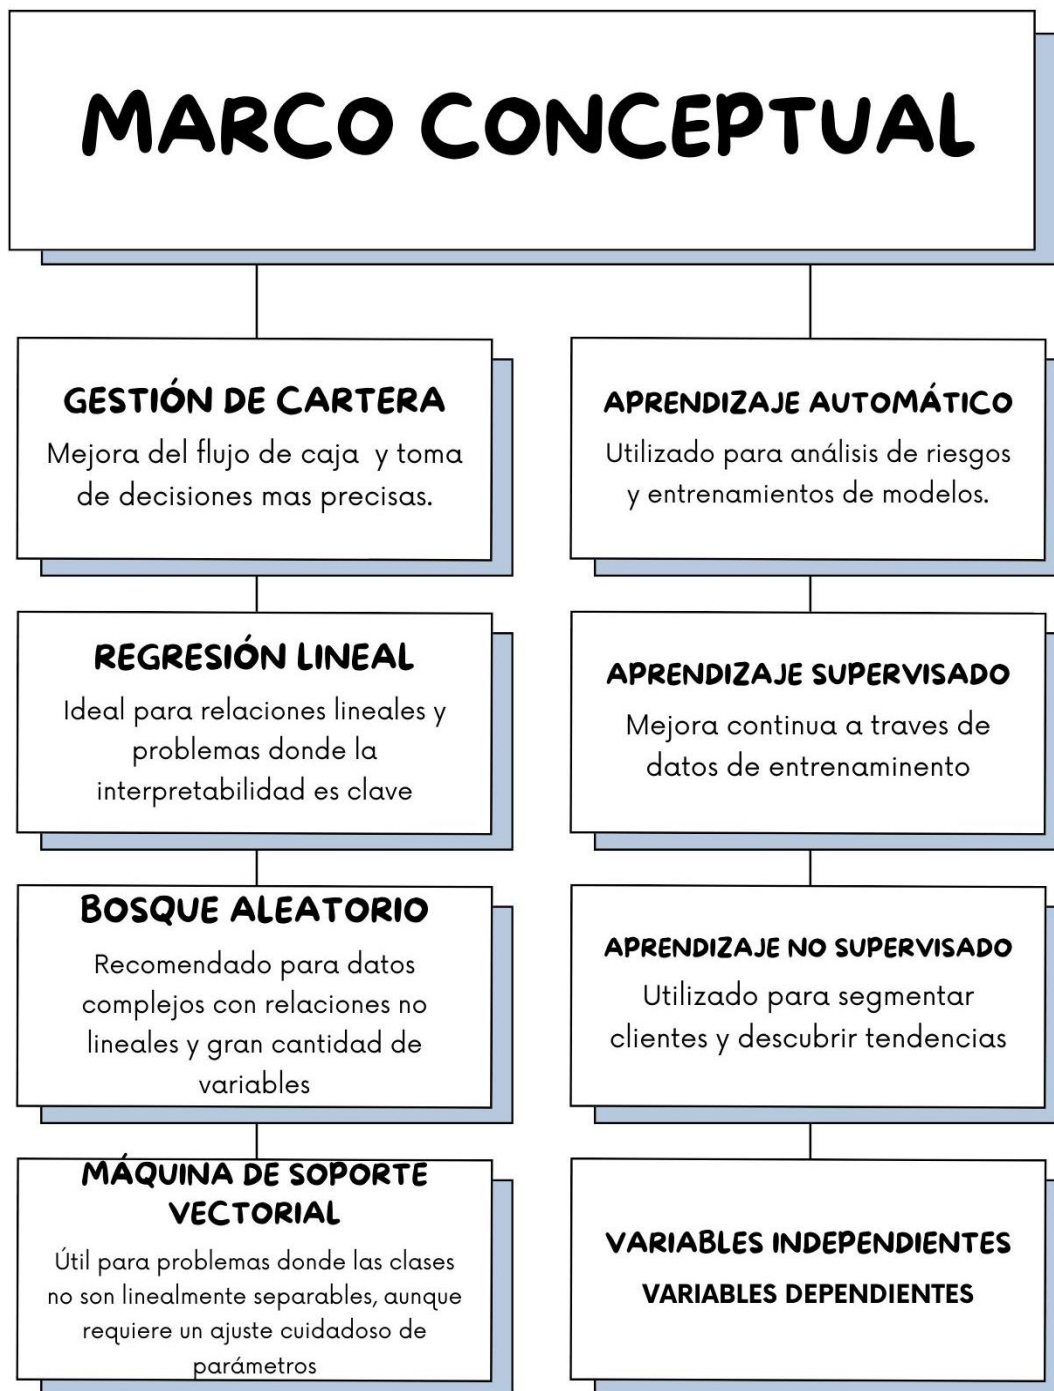 MARCO CONCEPTUAL
GESTIÓN DE CARTERA
Mejora del flujo de caja y toma
de decisiones mas precisas.
APRENDIZAJE AUTOMÁTICO
Utilizado para análisis de riesgos
y entrenamientos de modelos.
REGRESIÓN LINEAL
Ideal para relaciones lineales y
problemas donde la
interpretabilidad es clave
APRENDIZAJE SUPERVISADO
Mejora continua a traves de
datos de entrenaminento
BOSQUE ALEATORIO
Recomendado para datos
complejos con relaciones no
lineales y gran cantidad de
variables
APRENDIZAJE NO SUPERVISADO
Utilizado para segmentar
clientes y descubrir tendencias
MÁQUINA DE SOPORTE
VECTORIAL
Útil para problemas donde las clases
no son linealmente separables, aunque
requiere un ajuste cuidadoso de
parámetros
VARIABLES INDEPENDIENTES
VARIABLES DEPENDIENTES